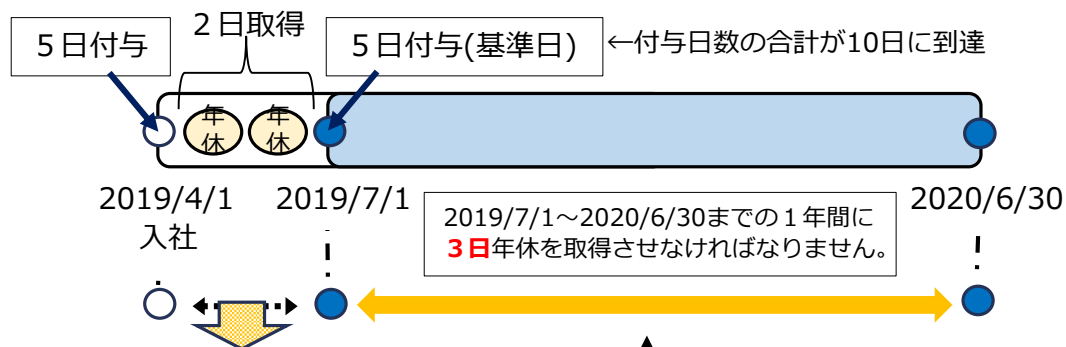 ２日取得
５日付与
５日付与(基準日)
←付与日数の合計が10日に到達
年休
年休
2019/4/1
入社
2019/7/1
2020/6/30
2019/7/1～2020/6/30までの１年間に
３日年休を取得させなければなりません。